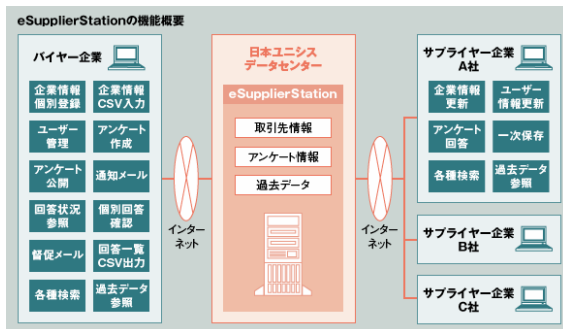 eSupplierStationの機能概要
バイヤー企業
企業情報
個別登録
企業情報
CSV入力
ユーザー
管理
アンケート
作成
アンケート
公開
通知メール
回答状況
参照
個別回答
確認
督促メール
回答一覧
CSV出力
各種検索
過去データ
参照
インター
ネット
日本ユニシス
データセンター
eSupplierStation
取引先情報
アンケート情報
過去データ
インター
ネット
サプライヤー企業
A社
企業情報
更新
ユーザー
情報更新
アンケート
回答
一次保存
各種検索
過去データ
参照
サプライヤー企業
B社
サプライヤー企業
C社